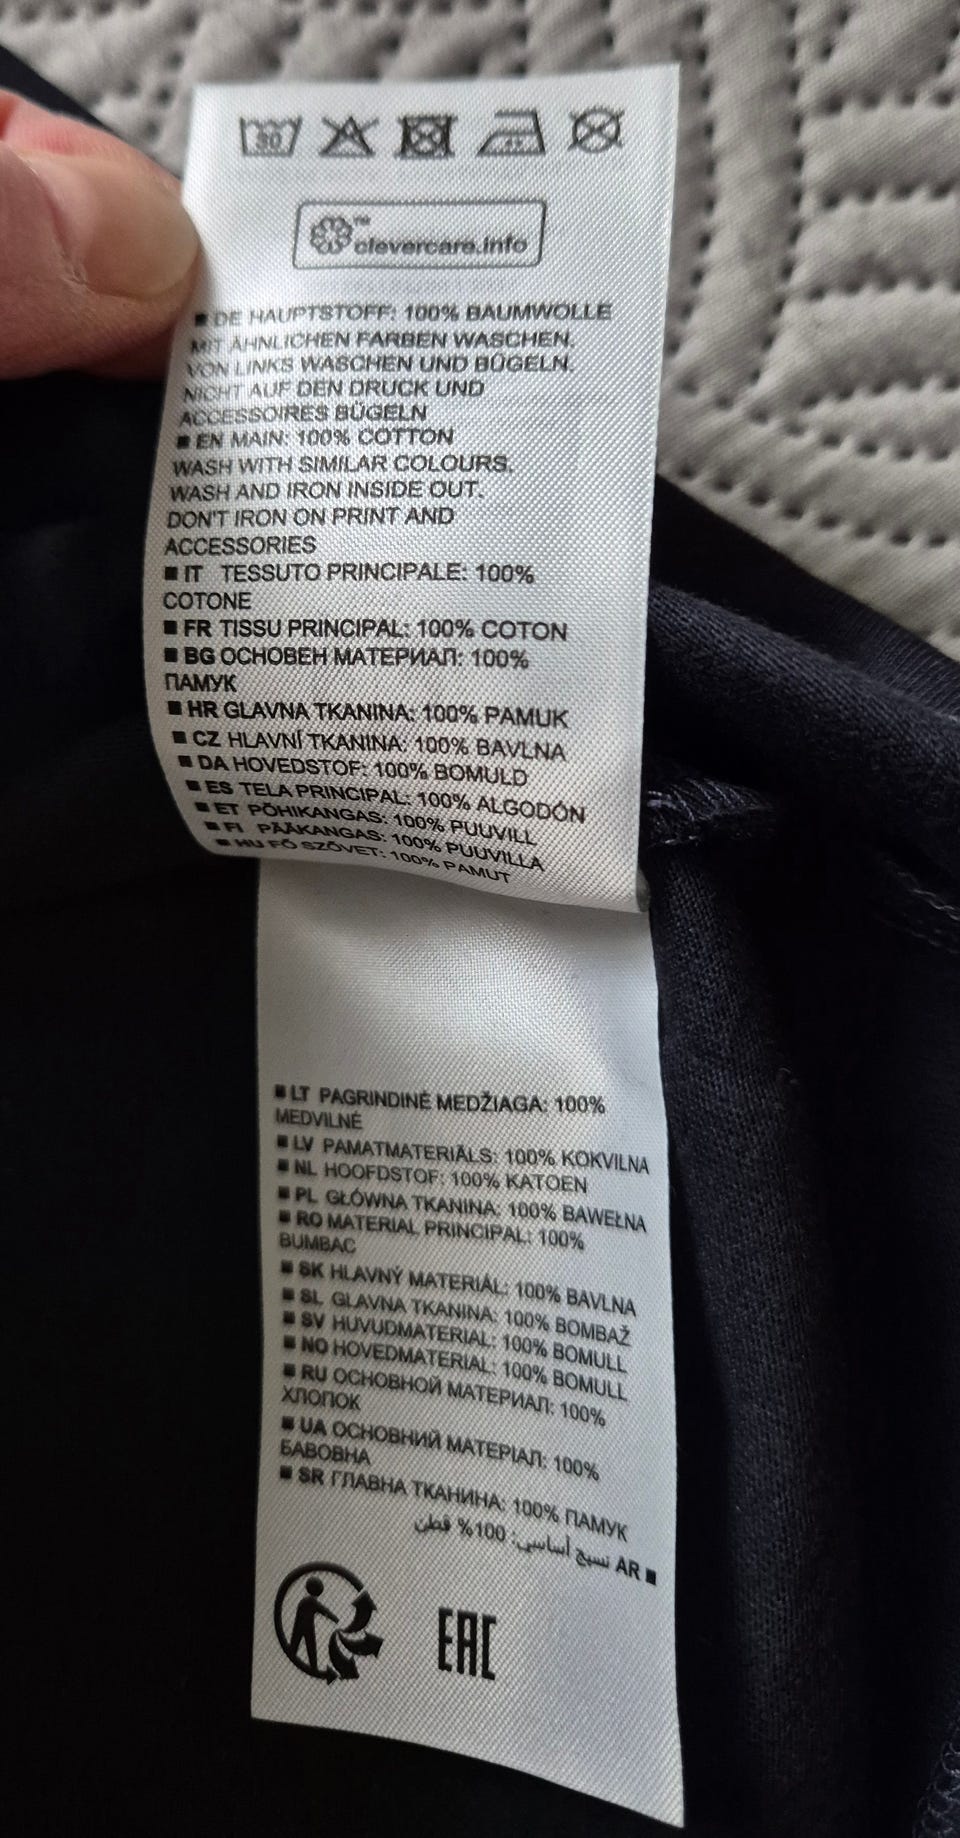 30
clevercare.info
■ DE HAUPTSTOFF: 100% BAUMWOLLE
MIT ÄHNLICHEN FARBEN WASCHEN.
VON LINKS WASCHEN UND BÜGELN.
NICHT AUF DEN DRUCK UND
ACCESSOIRES BÜGELN
■ EN MAIN: 100% COTTON
WASH WITH SIMILAR COLOURS.
WASH AND IRON INSIDE OUT.
DON'T IRON ON PRINT AND
ACCESSORIES
■ IT TESSUTO PRINCIPALE: 100%
COTONE
■ FR TISSU PRINCIPAL: 100% COTON
■ BG ОСНОВЕН МАТЕРИАЛ: 100%
ПАМУК
■ HR GLAVNA TKANINA: 100% PAMUK
■ CZ HLAVNÍ TKANINA: 100% BAVLNA
■ DA HOVEDSTOF: 100% BOMULD
■ ES TELA PRINCIPAL: 100% ALGODÓN
■ ET PÕHIKANGAS: 100% PUUVILL
■ FI PÄÄKANGAS: 100% PUUVILLA
■ HU FŐ SZÖVET: 100% PAMUT
■ LT PAGRINDINĖ MEDŽIAGA: 100%
MEDVILNĖ
■ LV PAMATMATERIĀLS: 100% KOKVILNA
■ NL HOOFDSTOF: 100% KATOEN
■ PL GŁÓWNA TKANINA: 100% BAWEŁNA
■ RO MATERIAL PRINCIPAL: 100%
BUMBAC
■ SK HLAVNÝ MATERIÁL: 100% BAVLNA
■ SL GLAVNA TKANINA: 100% BOMBAŽ
■ SV HUVUDMATERIAL: 100% BOMULL
■ NO HOVEDMATERIAL: 100% BOMULL
■ RU ОСНОВНОЙ МАТЕРИАЛ: 100%
ХЛОПОК
■ UA ОСНОВНИЙ МАТЕРІАЛ: 100%
БАВОВНА
■ SR ГЛАВНА ТКАНИНА: 100% ПАМУК
■ AR نسيج أساسي: 100% قطن
EAC